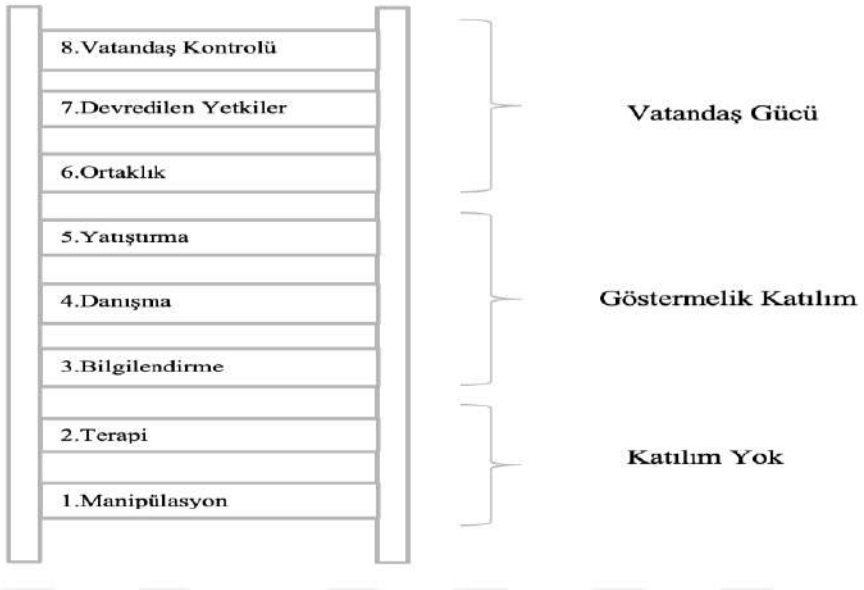 8.Vatandaş Kontrolü
7.Devredilen Yetkiler
6.Ortaklık
Vatandaş Gücü
5.Yatıştırma
4.Danışma
3.Bilgilendirme
Göstermelik Katılım
2.Terapi
1.Manipülasyon
Katılım Yok